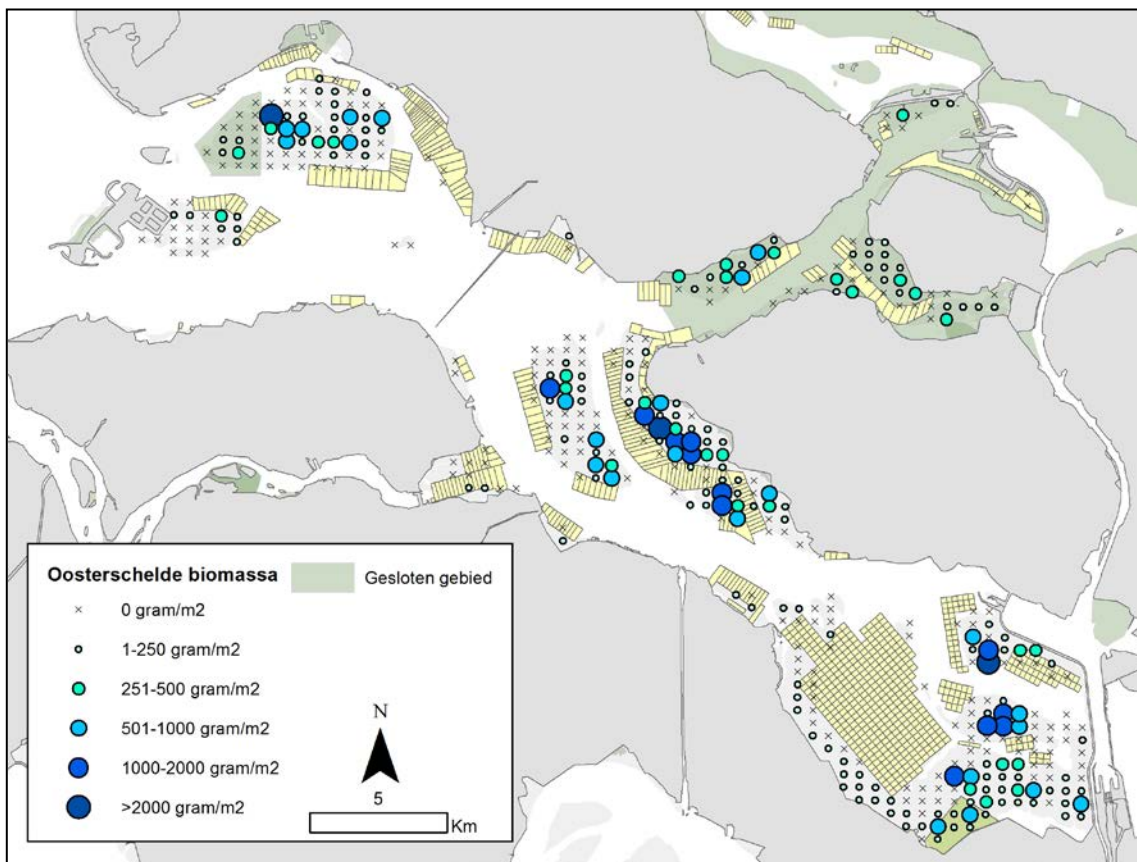 Oosterschelde biomassa
Gesloten gebied
0 gram/m2
1-250 gram/m2
251-500 gram/m2
501-1000 gram/m2
1000-2000 gram/m2
>2000 gram/m2
N
5
Km